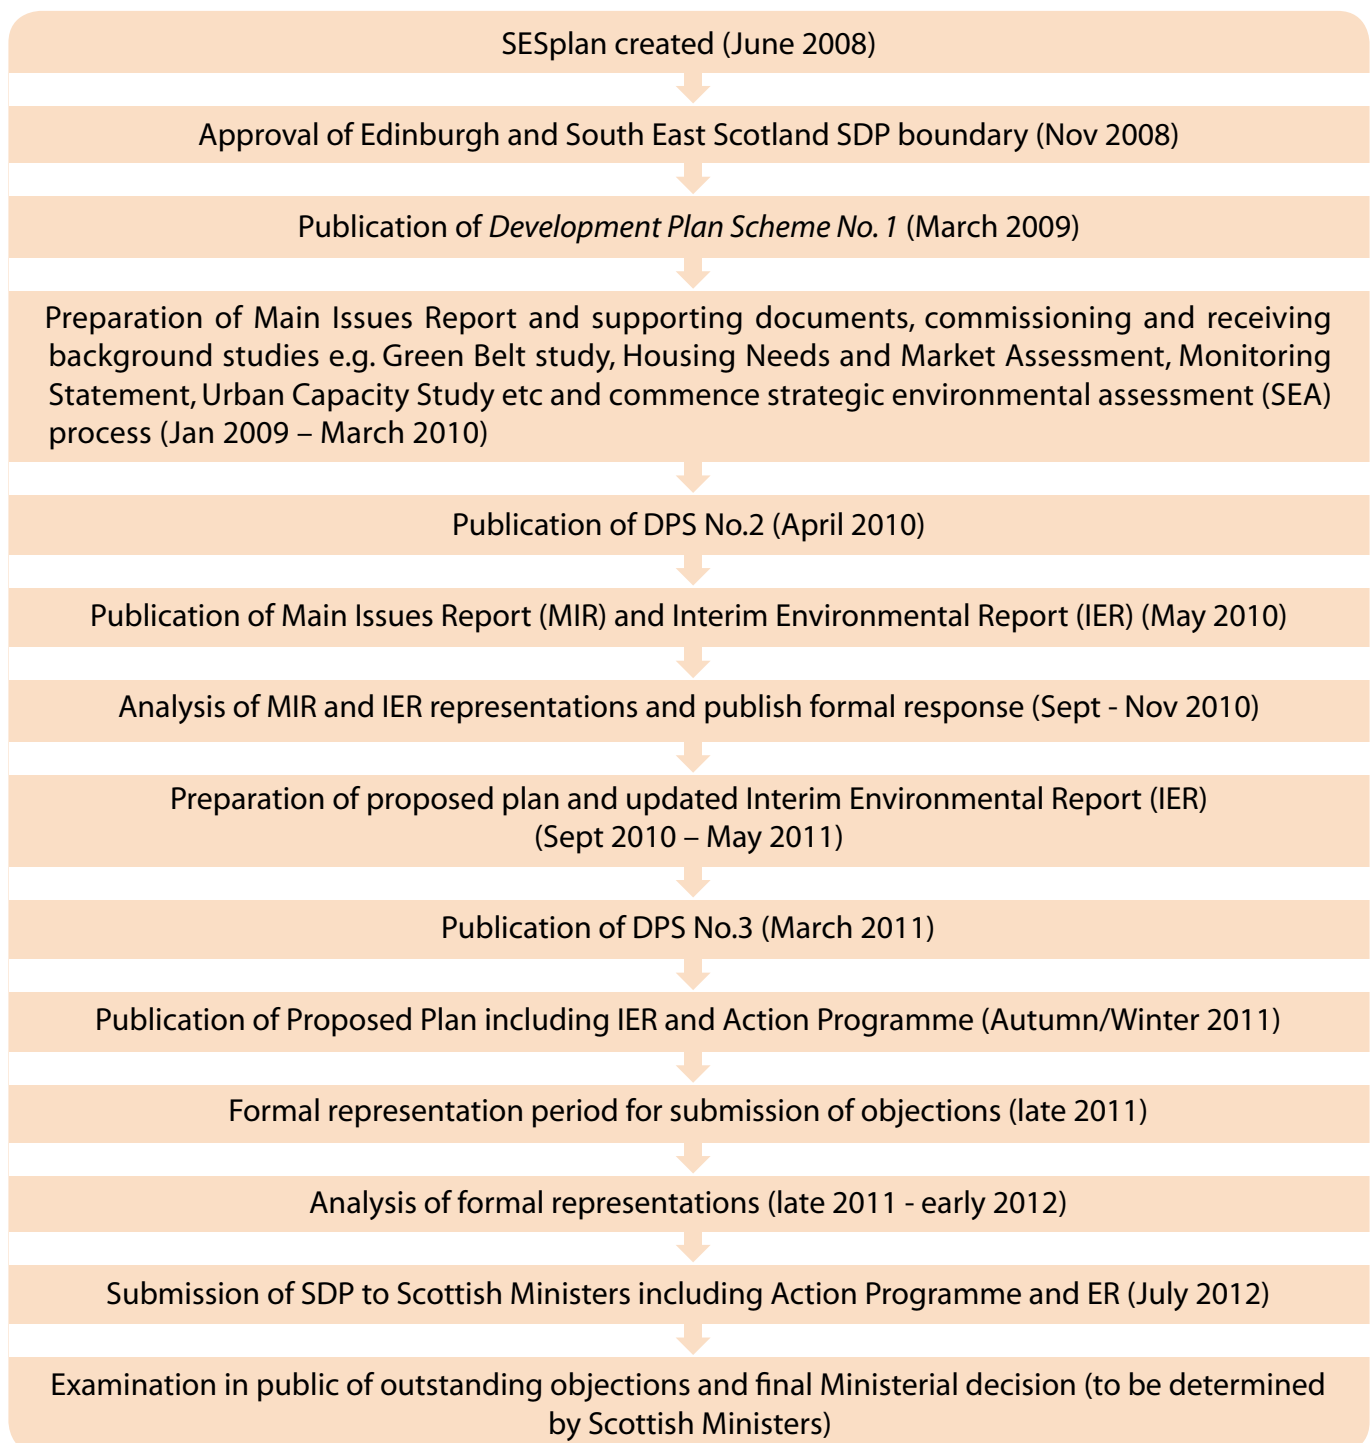 SESplan created (June 2008)
Approval of Edinburgh and South East Scotland SDP boundary (Nov 2008)
Publication of Development Plan Scheme No. 1 (March 2009)
Preparation of Main Issues Report and supporting documents, commissioning and receiving
background studies e.g. Green Belt study, Housing Needs and Market Assessment, Monitoring
Statement, Urban Capacity Study etc and commence strategic environmental assessment (SEA)
process (Jan 2009 – March 2010)
Publication of DPS No.2 (April 2010)
Publication of Main Issues Report (MIR) and Interim Environmental Report (IER) (May 2010)
Analysis of MIR and IER representations and publish formal response (Sept - Nov 2010)
Preparation of proposed plan and updated Interim Environmental Report (IER)
(Sept 2010 – May 2011)
Publication of DPS No.3 (March 2011)
Publication of Proposed Plan including IER and Action Programme (Autumn/Winter 2011)
Formal representation period for submission of objections (late 2011)
Analysis of formal representations (late 2011 - early 2012)
Submission of SDP to Scottish Ministers including Action Programme and ER (July 2012)
Examination in public of outstanding objections and final Ministerial decision (to be determined
by Scottish Ministers)